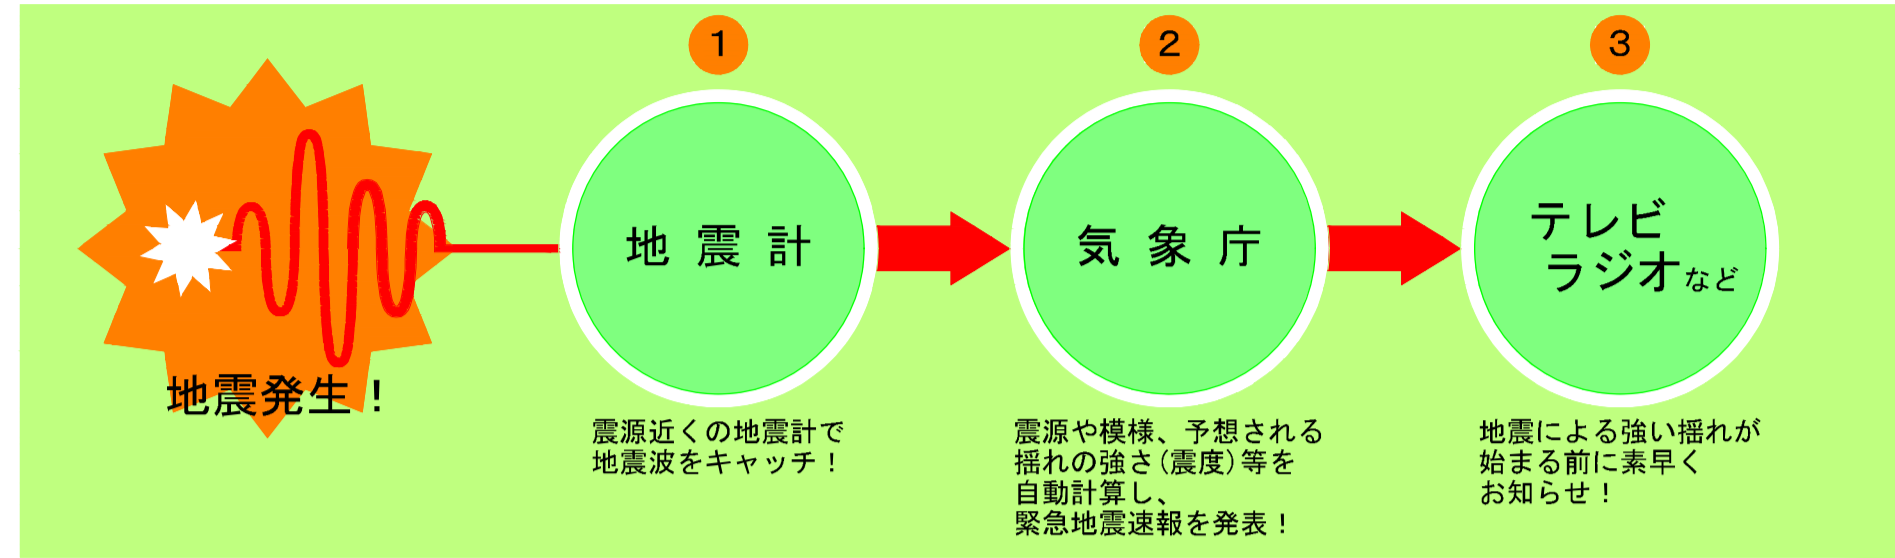 地震発生！
1
地震計
震源近くの地震計で
地震波をキャッチ！
2
気象庁
震源や模様、予想される
揺れの強さ(震度)等を
自動計算し、
緊急地震速報を発表！
3
テレビ
ラジオなど
地震による強い揺れが
始まる前に素早く
お知らせ！